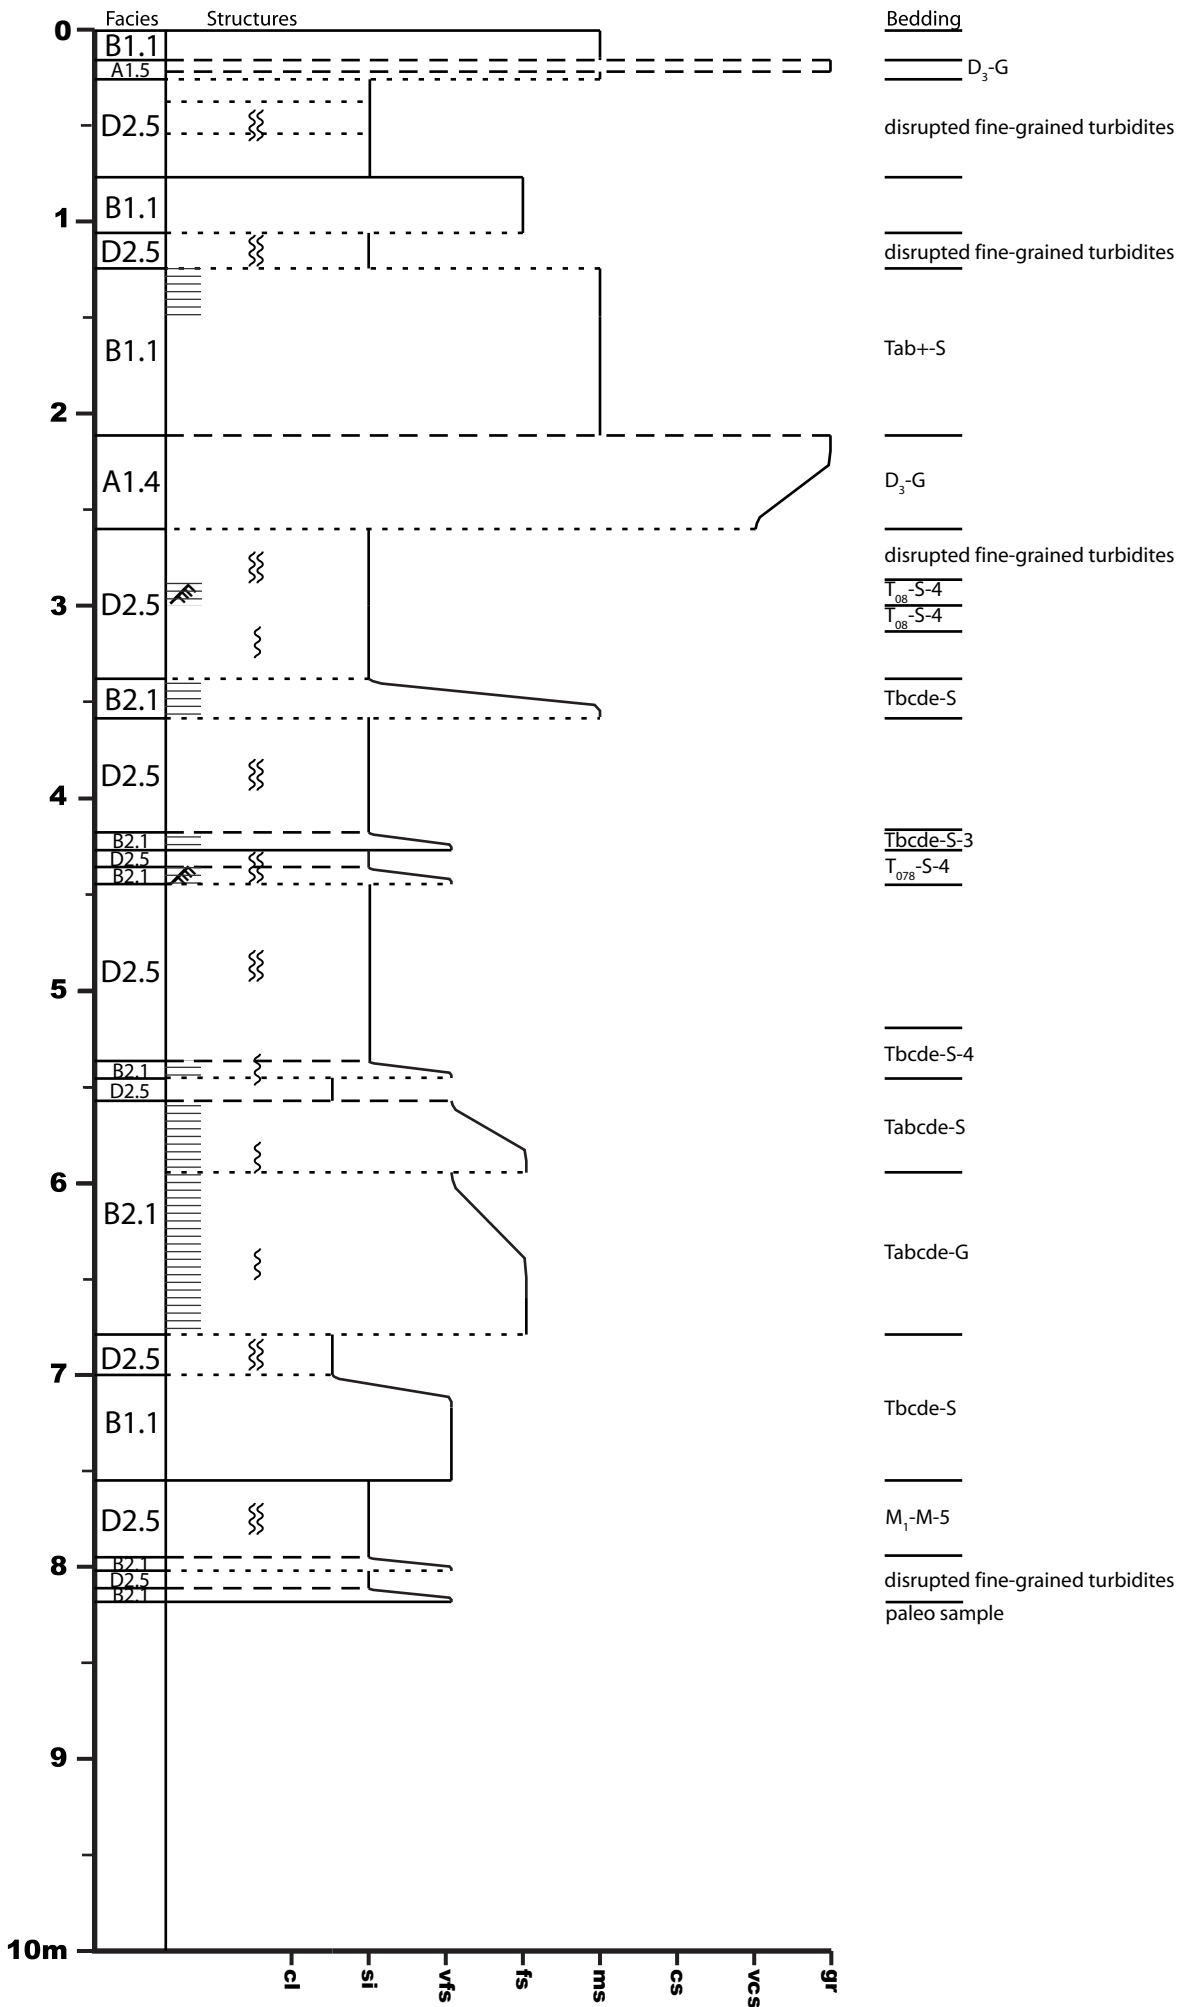 Facies Structures Bedding
0
B1.1
A1.5
D3-G
D2.5
disrupted fine-grained turbidites
B1.1
1
D2.5
disrupted fine-grained turbidites
B1.1
Tab+-S
2
A1.4
D3-G
disrupted fine-grained turbidites
T08-S-4
D2.5
3
T08-S-4
B2.1
Tbcde-S
D2.5
4
B2.1
Tbcde-S-3
D2.5
T078-S-4
B2.1
D2.5
5
Tbcde-S-4
B2.1
D2.5
Tabcde-S
6
B2.1
Tabcde-G
D2.5
7
Tbcde-S
B1.1
D2.5
M1-M-5
8
B2.1
D2.5
disrupted fine-grained turbidites
B2.1
paleo sample
9
10m
cl si vfs fs ms cs vcs gr